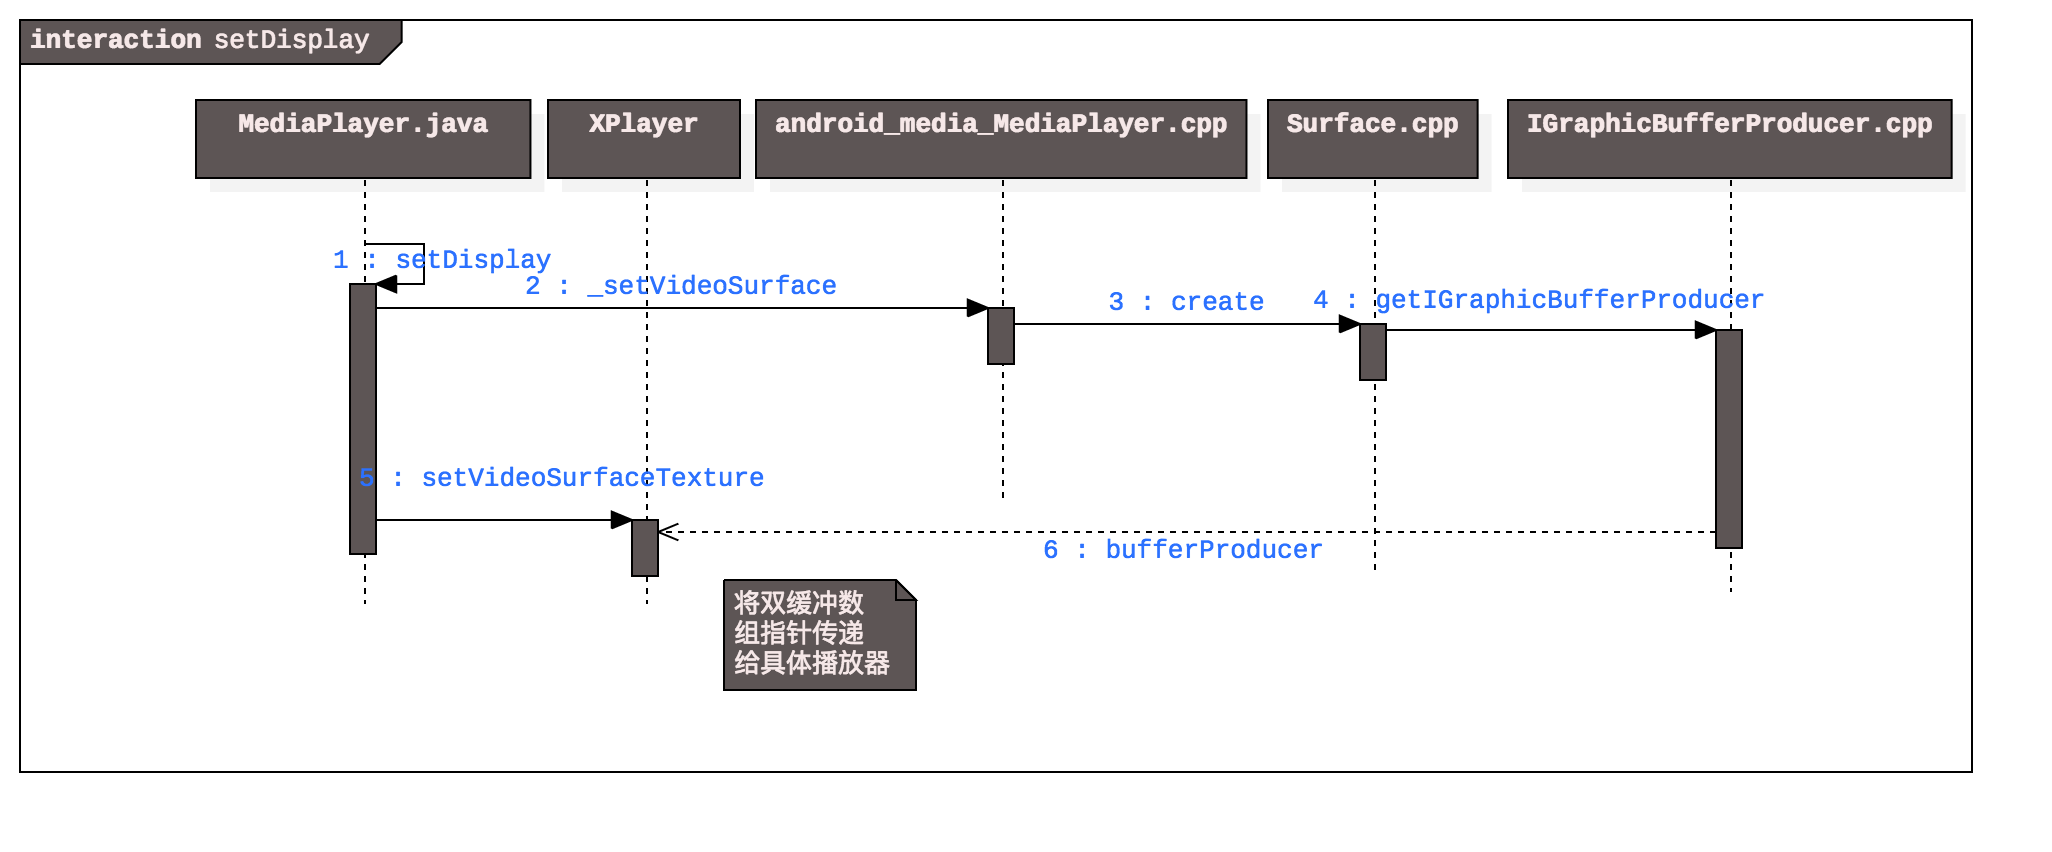 interaction setDisplay
MediaPlayer.java
XPlayer
android_media_MediaPlayer.cpp
Surface.cpp
IGraphicBufferProducer.cpp
1 : setDisplay
2 : _setVideoSurface
3 : create
4 : getIGraphicBufferProducer
5 : setVideoSurfaceTexture
6 : bufferProducer
将双缓冲数
组指针传递
给具体播放器